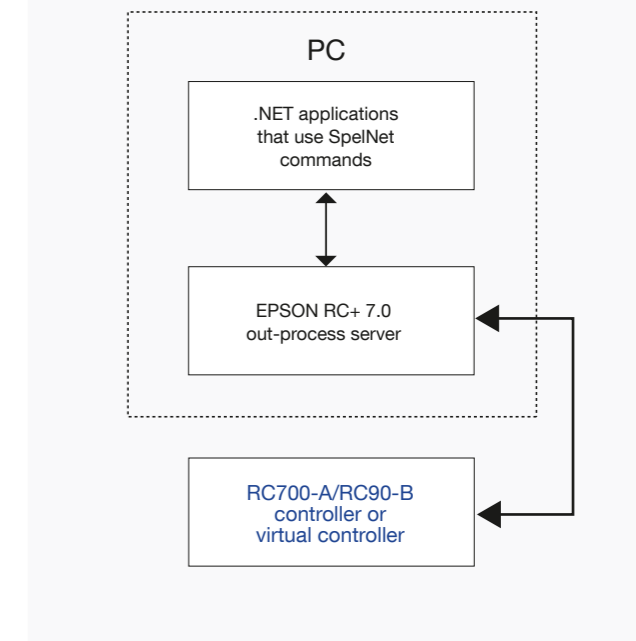 PC
.NET applications
that use SpelNet
commands
EPSON RC+ 7.0
out-process server
RC700-A/RC90-B
controller or
virtual controller